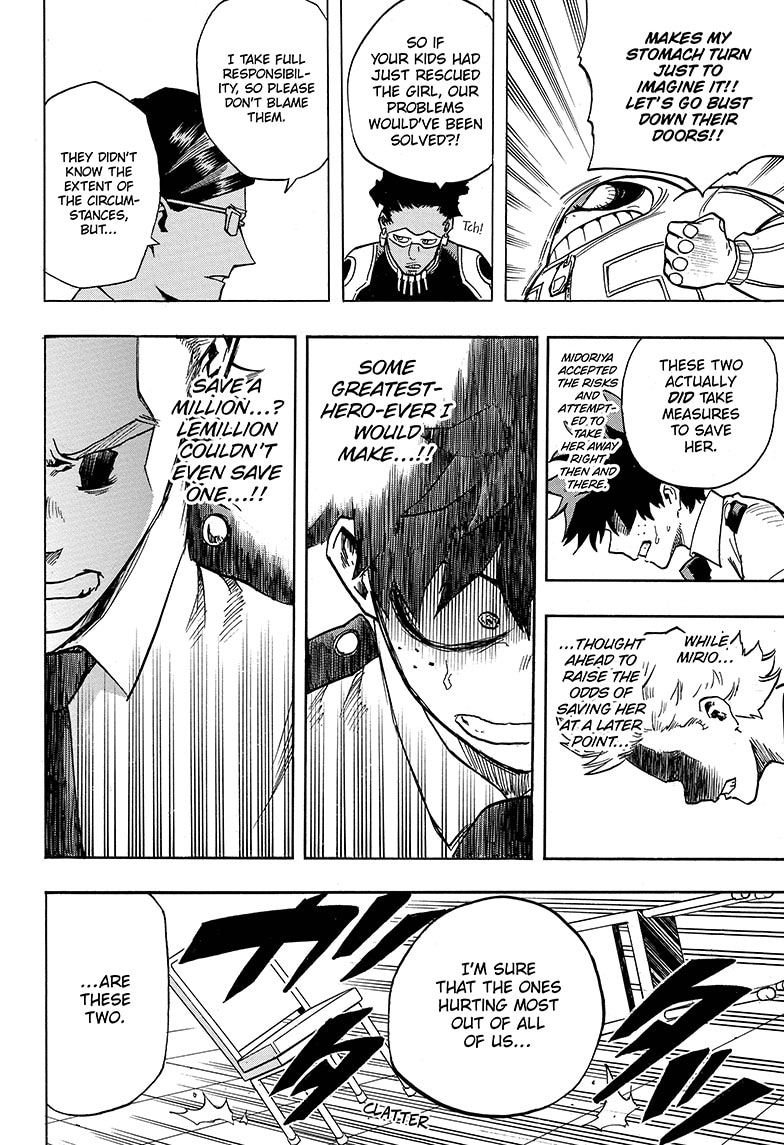 MAKES MY
STOMACH TURN
JUST TO
IMAGINE IT!!
LET'S GO BUST
DOWN THEIR
DOORS!!
SO IF
YOUR KIDS HAD
JUST RESCUED
THE GIRL, OUR
PROBLEMS
WOULD'VE BEEN
SOLVED?!
Tch!
I TAKE FULL
RESPONSIBIL-
ITY, SO PLEASE
DON'T BLAME
THEM.
THEY DIDN'T
KNOW THE
EXTENT OF
THE CIRCUM-
STANCES,
BUT...
THESE TWO
ACTUALLY
DID TAKE
MEASURES
TO SAVE
HER.
MIDORIYA
ACCEPTED
THE RISKS
AND
ATTEMPT-
ED TO
TAKE
HER AWAY
RIGHT
THEN AND
THERE.
WHILE
MIRIO...
...THOUGHT
AHEAD TO
RAISE THE
ODDS OF
SAVING HER
AT A LATER
POINT...
SOME
GREATEST-
HERO-EVER I
WOULD
MAKE...!!
SAVE A
MILLION...?
LEMILLION
COULDN'T
EVEN SAVE
ONE...!!
I'M SURE
THAT THE ONES
HURTING MOST
OUT OF ALL
OF US...
ガタタッ
CLATTER
...ARE
THESE
TWO.